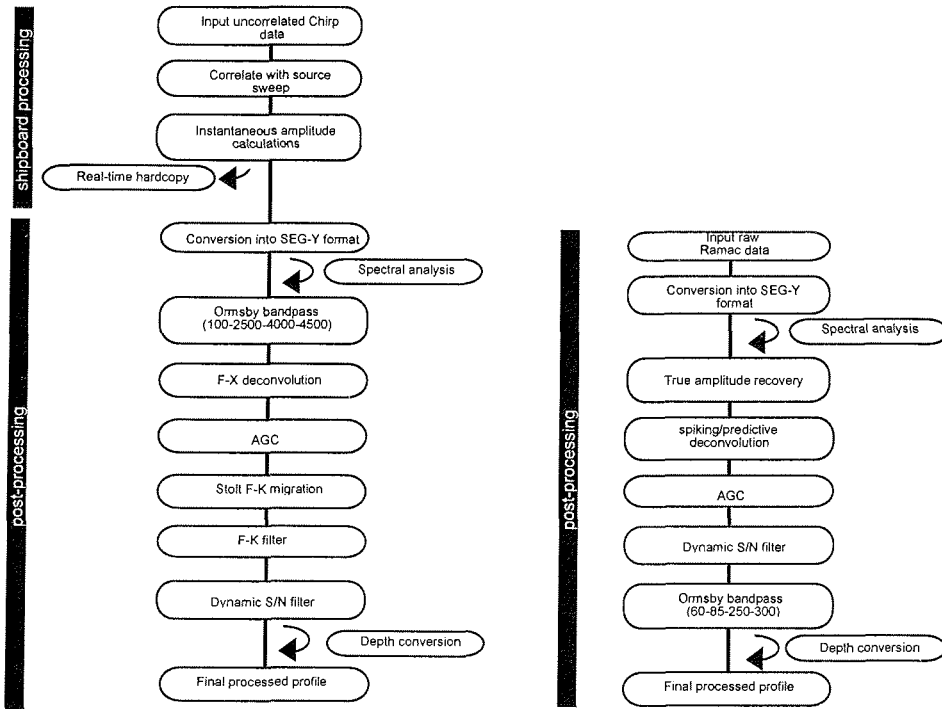 shipboard processing
Input uncorrelated Chirp
data
Correlate with source
sweep
Instantaneous amplitude
calculations
Real-time hardcopy
post-processing
Conversion into SEG-Y format
Spectral analysis
Ormsby bandpass
(100-2500-4000-4500)
F-X deconvolution
AGC
Stolt F-K migration
F-K filter
Dynamic S/N filter
Depth conversion
Final processed profile
post-processing
Input raw
Ramac data
Conversion into SEG-Y
format
Spectral analysis
True amplitude recovery
spiking/predictive
deconvolution
AGC
Dynamic S/N filter
Ormsby bandpass
(60-85-250-300)
Depth conversion
Final processed profile